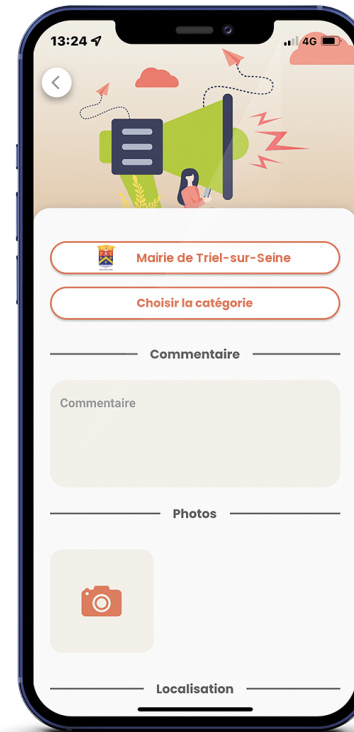 13:24
4G
Mairie de Triel-sur-Seine
Choisir la catégorie
Commentaire
Commentaire
Photos
Localisation